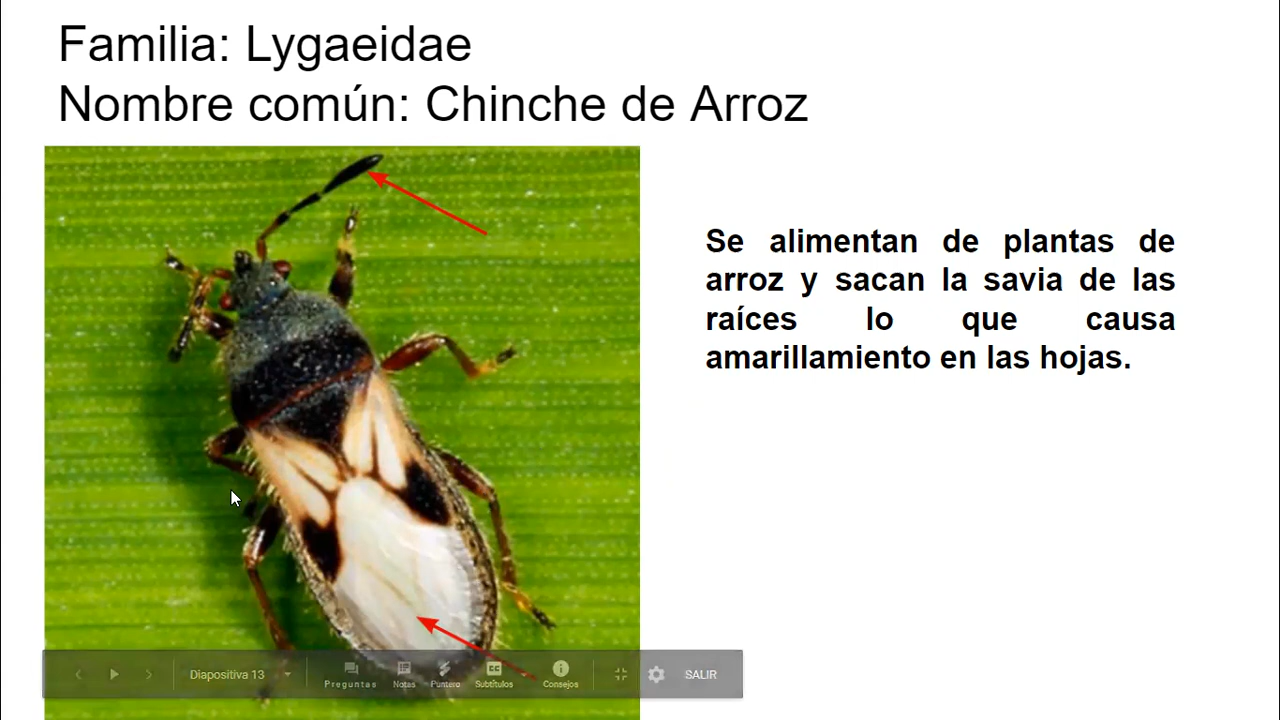 Familia: Lygaeidae
Nombre común: Chinche de Arroz
Se alimentan de plantas de
arroz y sacan la savia de las
raíces lo que causa
amarillamiento en las hojas.
Diapositiva 13
Preguntas
Notas
Puntero
Subtítulos
Consejos
SALIR